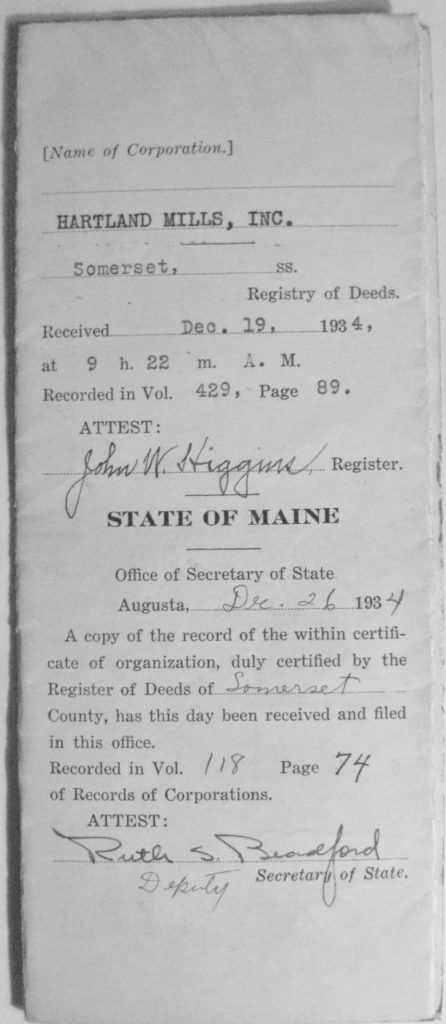 [Name of Corporation.]
HARTLAND MILLS, INC.
Somerset, ss.
Registry of Deeds.
Received Dec. 19, 1934,
at 9 h. 22 m. A. M.
Recorded in Vol. 429, Page 89.
ATTEST:
John W. Higgins, Register.
STATE OF MAINE
Office of Secretary of State
Augusta, Dec. 26 1934
A copy of the record of the within certifi-
cate of organization, duly certified by the
Register of Deeds of Somerset
County, has this day been received and filed
in this office.
Recorded in Vol. 118 Page 74
of Records of Corporations.
ATTEST:
Ruth S. Bradford
Deputy Secretary of State.